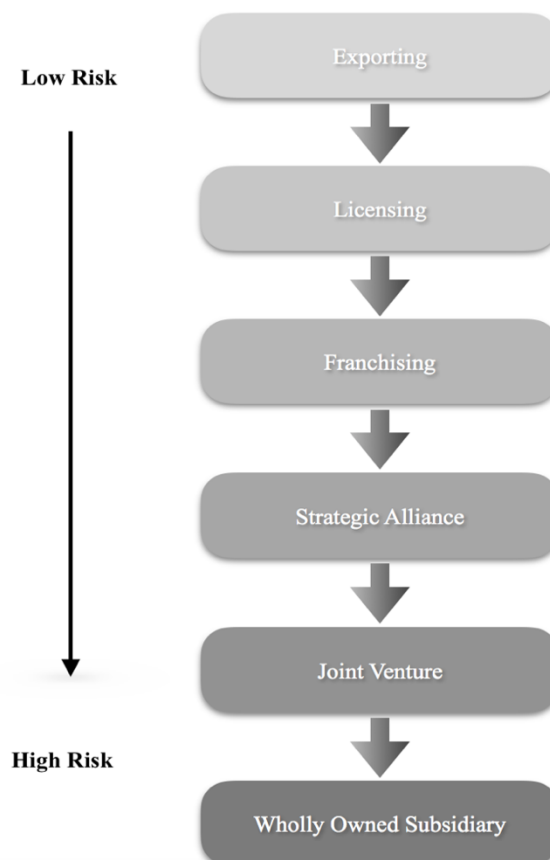 Exporting
Low Risk
Licensing
Franchising
Strategic Alliance
Joint Venture
High Risk
Wholly Owned Subsidiary